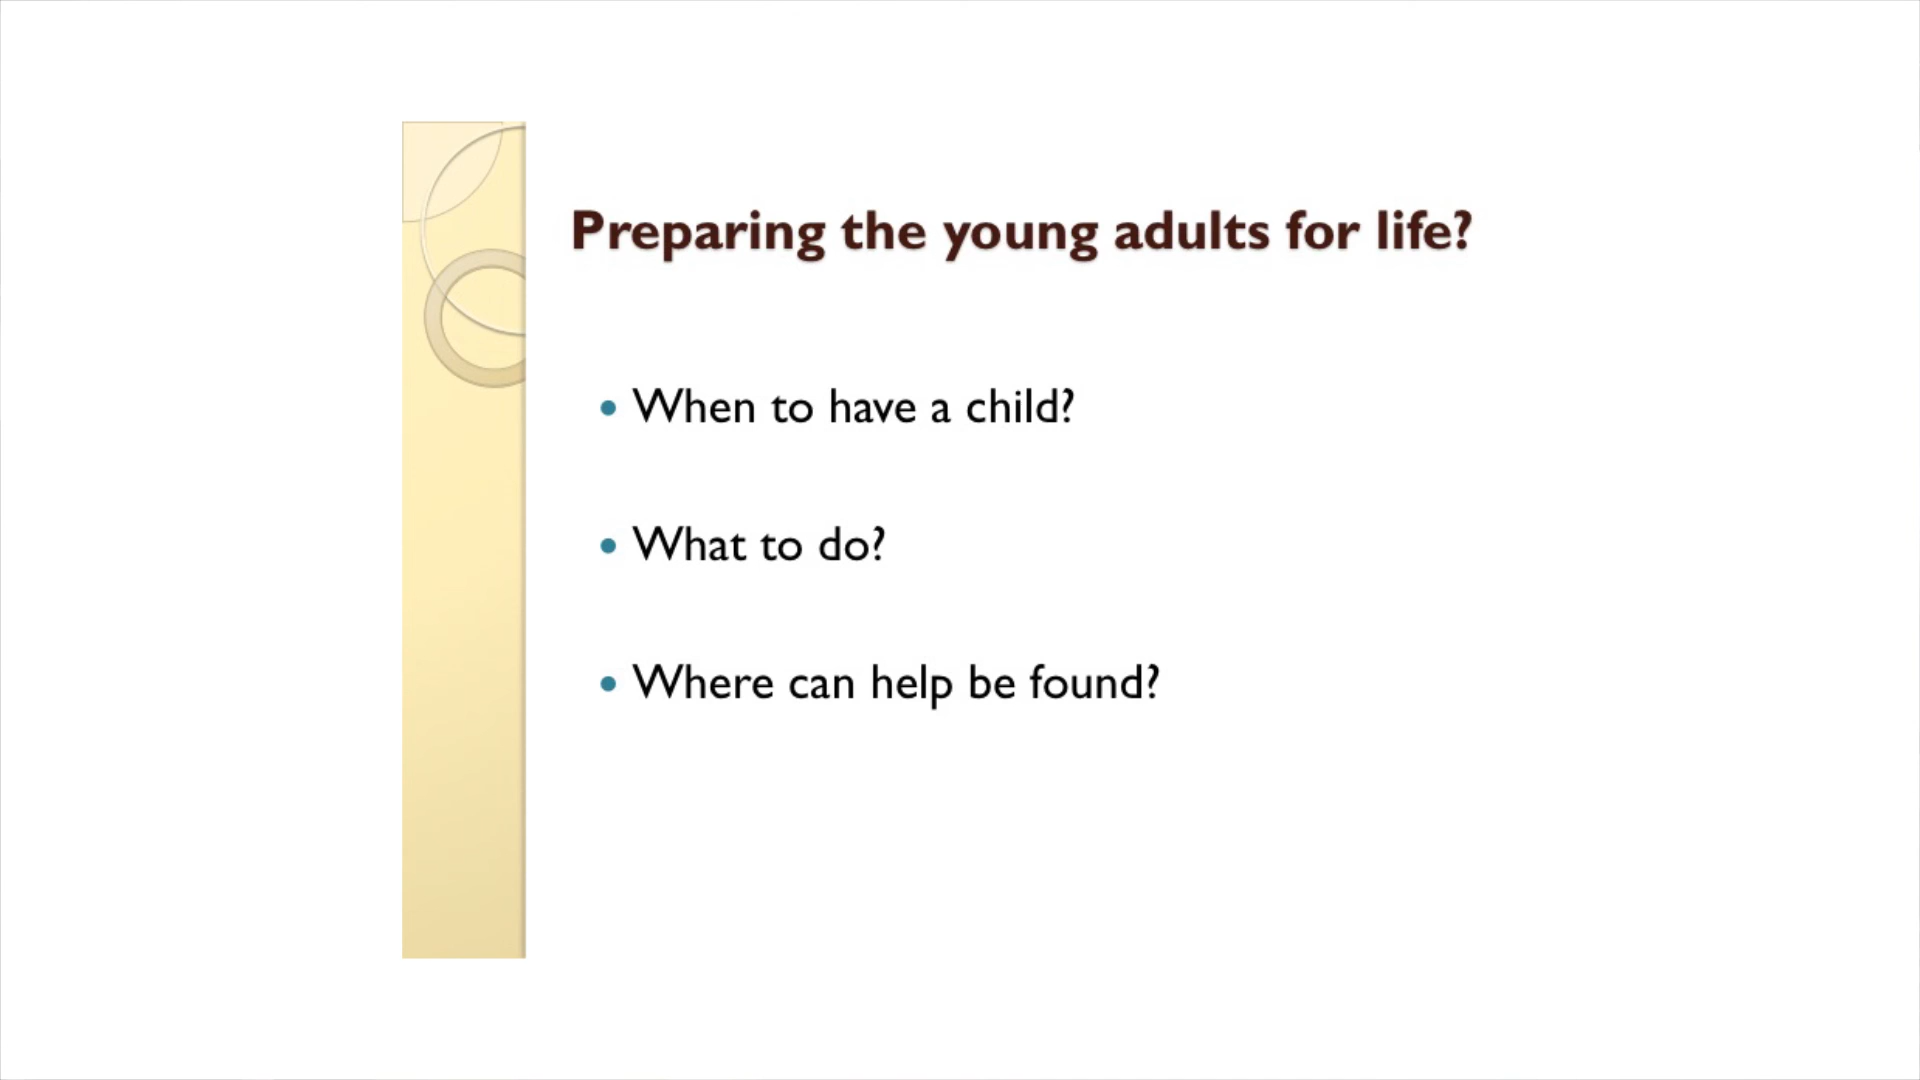 Preparing the young adults for life?
• When to have a child?
• What to do?
• Where can help be found?